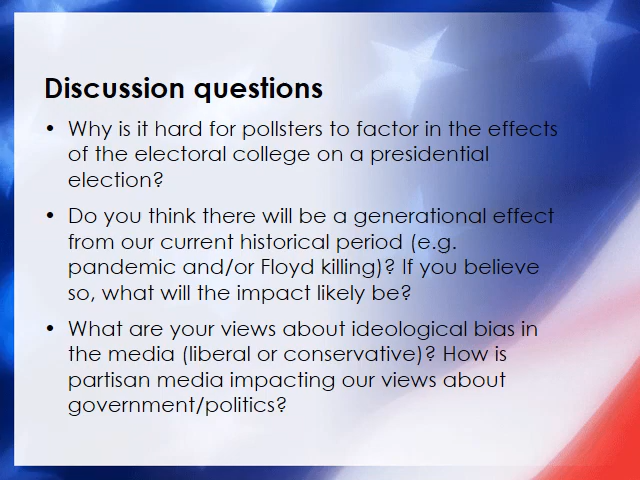 Discussion questions
• Why is it hard for pollsters to factor in the effects
of the electoral college on a presidential
election?
• Do you think there will be a generational effect
from our current historical period (e.g.
pandemic and/or Floyd killing)? If you believe
so, what will the impact likely be?
• What are your views about ideological bias in
the media (liberal or conservative)? How is
partisan media impacting our views about
government/politics?